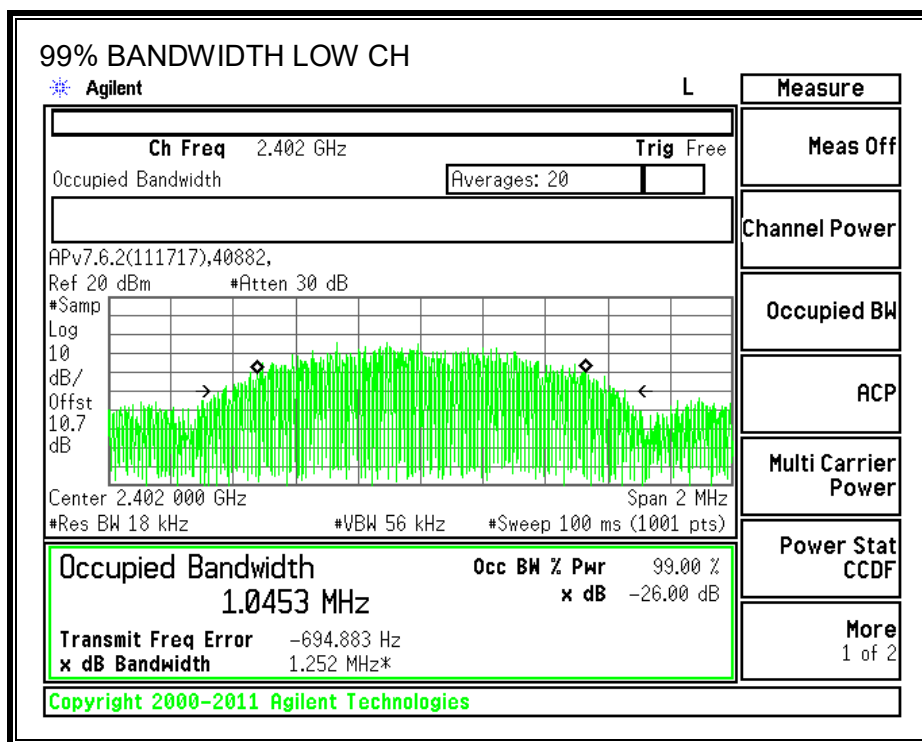 99% BANDWIDTH LOW CH
Agilent L
Measure
Ch Freq 2.402 GHz Trig Free
Meas Off
Occupied Bandwidth Averages: 20
Channel Power
APv7.6.2(111717),40882,
Ref 20 dBm #Atten 30 dB
#Samp
Log
10
dB/
Offst
10.7
dB
Occupied BW
ACP
Multi Carrier
Power
Center 2.402 000 GHz Span 2 MHz
#Res BW 18 kHz #VBW 56 kHz #Sweep 100 ms (1001 pts)
Power Stat
CCDF
Occupied Bandwidth Occ BW % Pwr 99.00 %
1.0453 MHz x dB -26.00 dB
Transmit Freq Error -694.883 Hz
x dB Bandwidth 1.252 MHz*
More
1 of 2
Copyright 2000-2011 Agilent Technologies